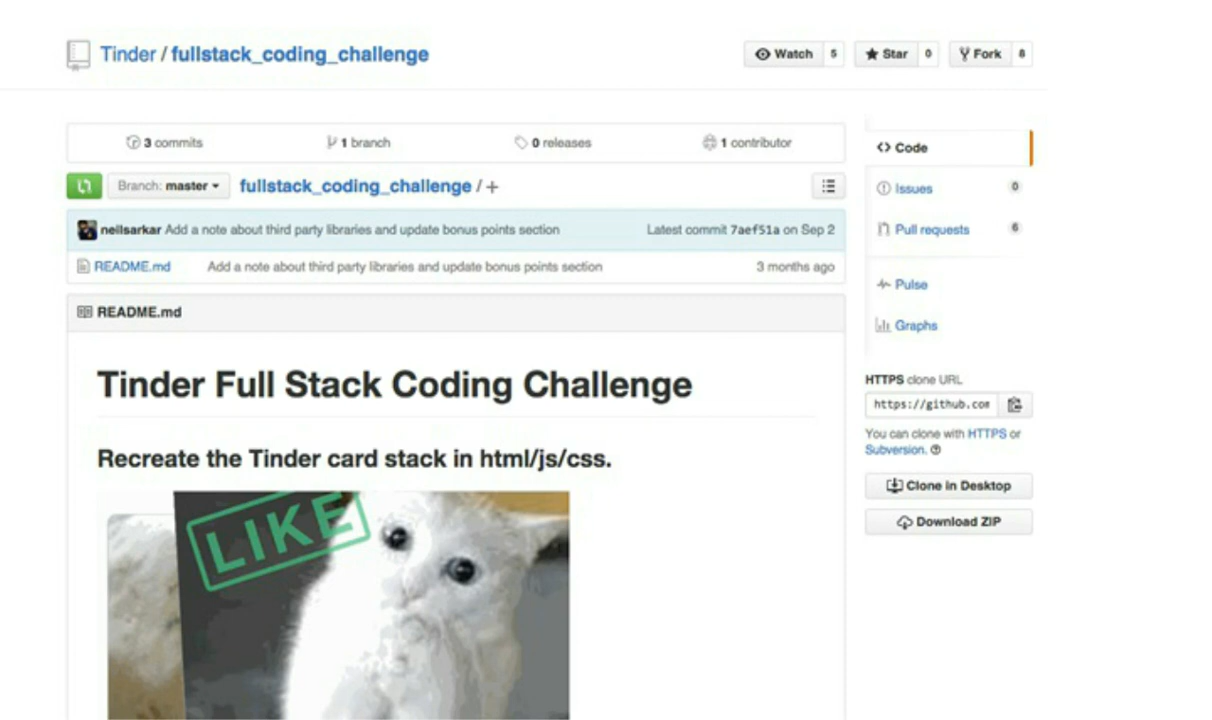 Tinder / fullstack_coding_challenge
Watch 5 Star 0 Fork 8
3 commits 1 branch 0 releases 1 contributor
Branch: master fullstack_coding_challenge / +
neilsarkar Add a note about third party libraries and update bonus points section Latest commit 7aef51a on Sep 2
README.md Add a note about third party libraries and update bonus points section 3 months ago
README.md
Tinder Full Stack Coding Challenge
Recreate the Tinder card stack in html/js/css.
LIKE
Code
Issues 0
Pull requests 6
Pulse
Graphs
HTTPS clone URL
https://github.com
You can clone with HTTPS or
Subversion.
Clone in Desktop
Download ZIP